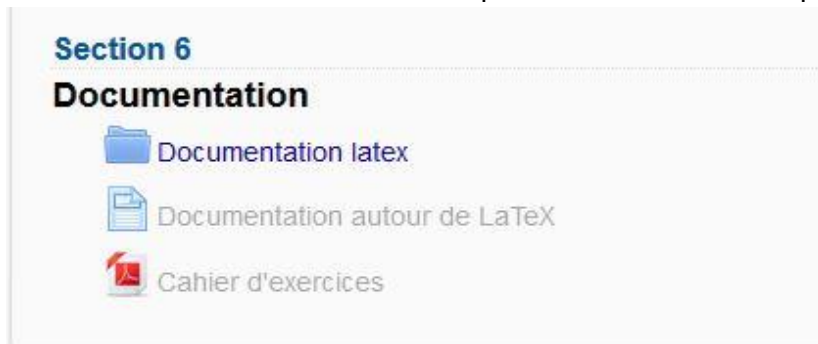 Section 6
Documentation
Documentation latex
Documentation autour de LaTeX
Cahier d'exercices